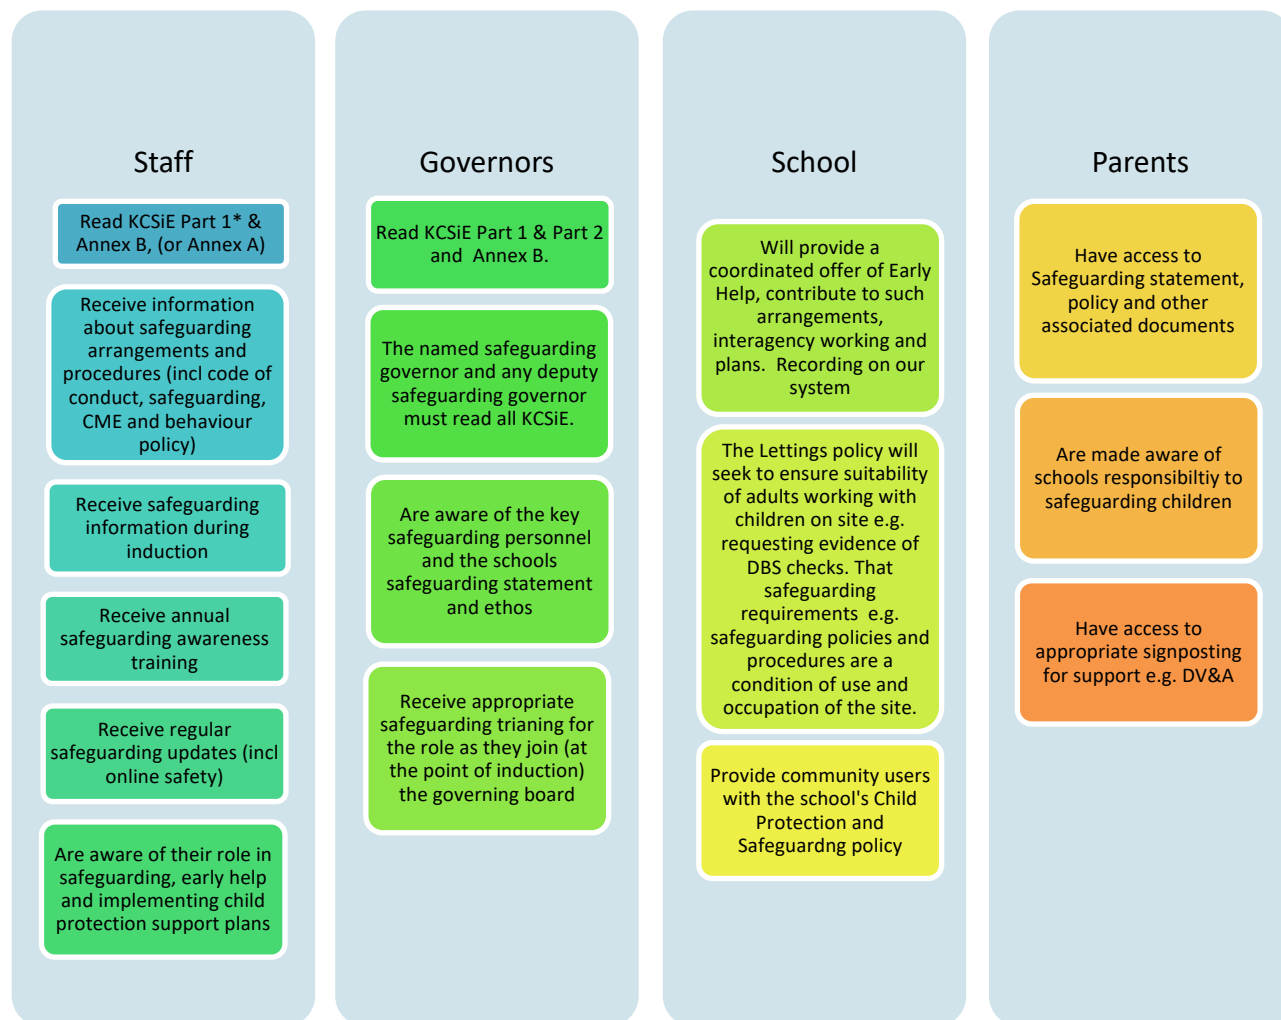 Staff
Read KCSiE Part 1* &
Annex B, (or Annex A)
Receive information
about safeguarding
arrangements and
procedures (incl code of
conduct, safeguarding,
CME and behaviour
policy)
Receive safeguarding
information during
induction
Receive annual
safeguarding awareness
training
Receive regular
safeguarding updates (incl
online safety)
Are aware of their role in
safeguarding, early help
and implementing child
protection support plans
Governors
Read KCSiE Part 1 & Part 2
and Annex B.
The named safeguarding
governor and any deputy
safeguarding governor
must read all KCSiE.
Are aware of the key
safeguarding personnel
and the schools
safeguarding statement
and ethos
Receive appropriate
safeguarding trianing for
the role as they join (at
the point of induction)
the governing board
School
Will provide a
coordinated offer of Early
Help, contribute to such
arrangements,
interagency working and
plans. Recording on our
system
The Lettings policy will
seek to ensure suitability
of adults working with
children on site e.g.
requesting evidence of
DBS checks. That
safeguarding
requirements e.g.
safeguarding policies and
procedures are a
condition of use and
occupation of the site.
Provide community users
with the school's Child
Protection and
Safeguardng policy
Parents
Have access to
Safeguarding statement,
policy and other
associated documents
Are made aware of
schools responsibiltiy to
safeguarding children
Have access to
appropriate signposting
for support e.g. DV&A